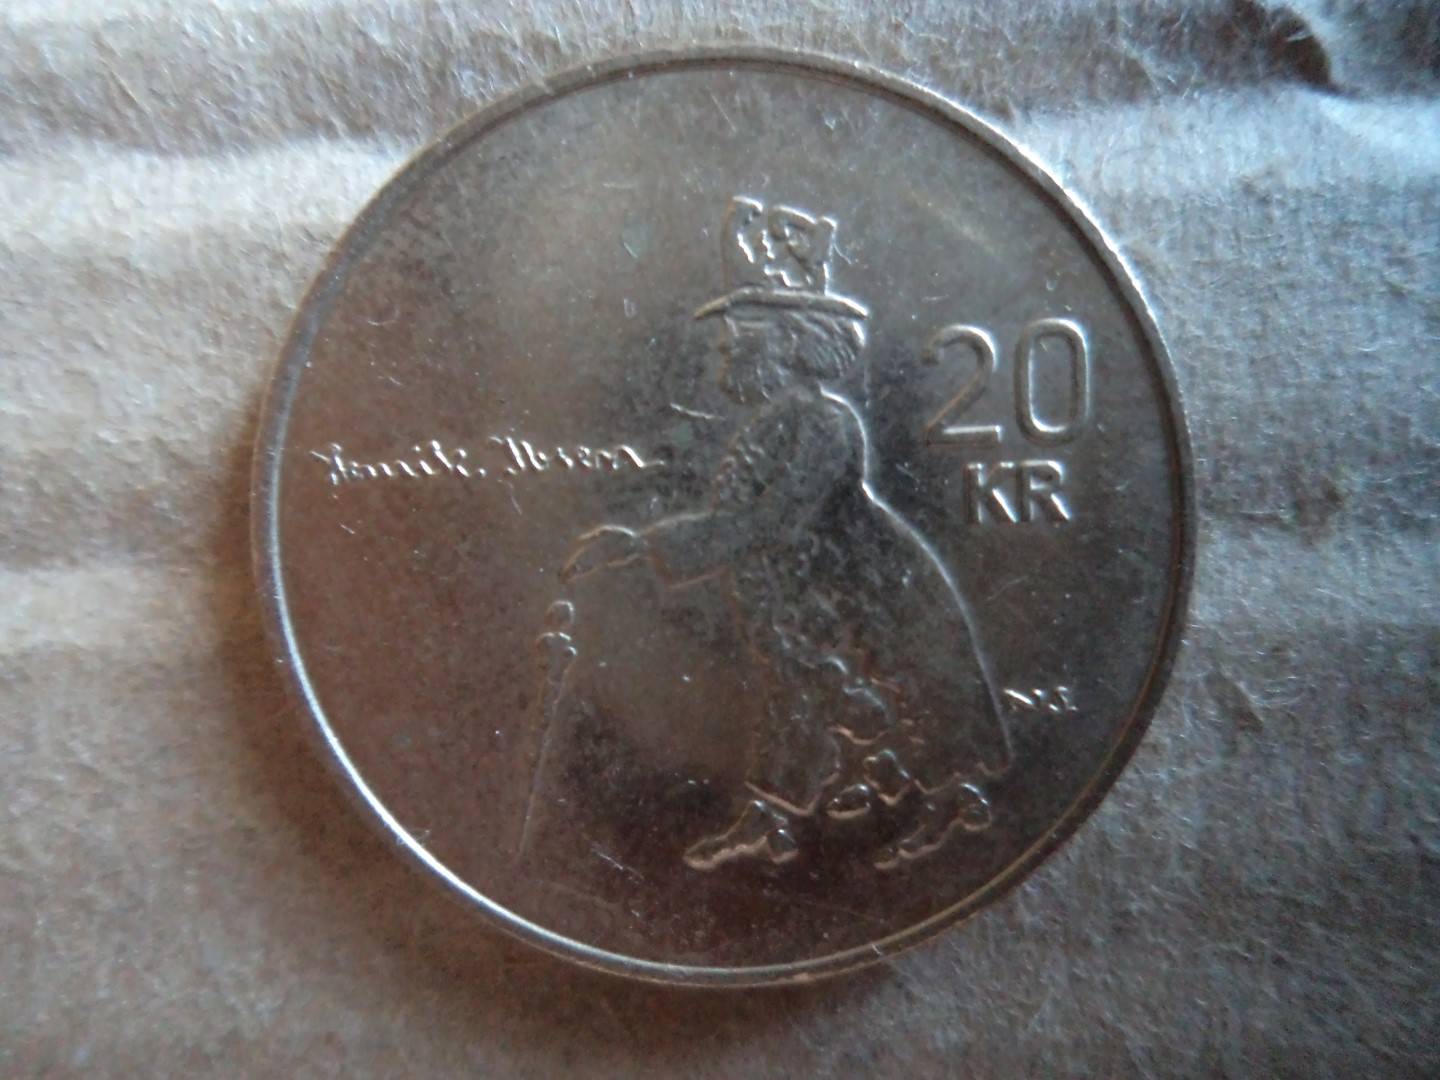 20
KR
Henrik Ibsen
N.S.